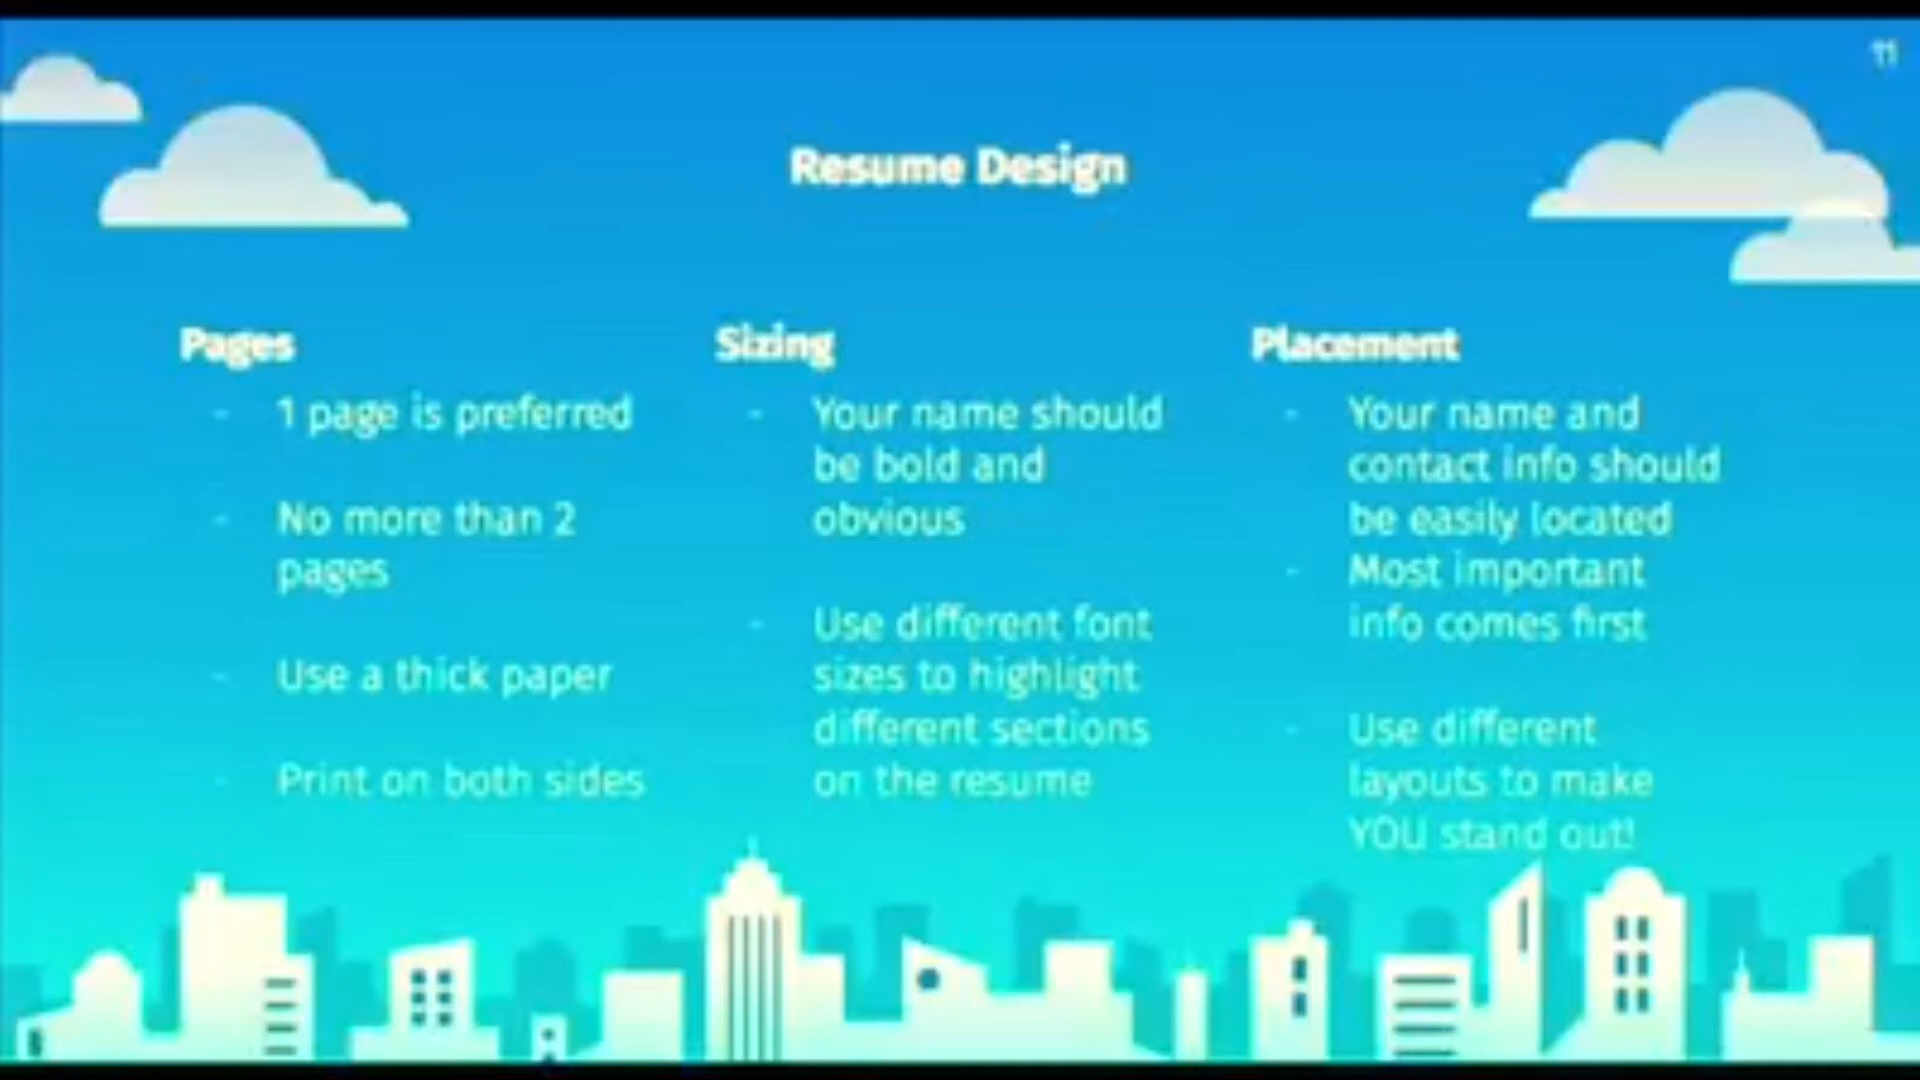 11
Resume Design
Pages
- 1 page is preferred
- No more than 2
pages
- Use a thick paper
- Print on both sides
Sizing
- Your name should
be bold and
obvious
- Use different font
sizes to highlight
different sections
on the resume
Placement
- Your name and
contact info should
be easily located
- Most important
info comes first
- Use different
layouts to make
YOU stand out!